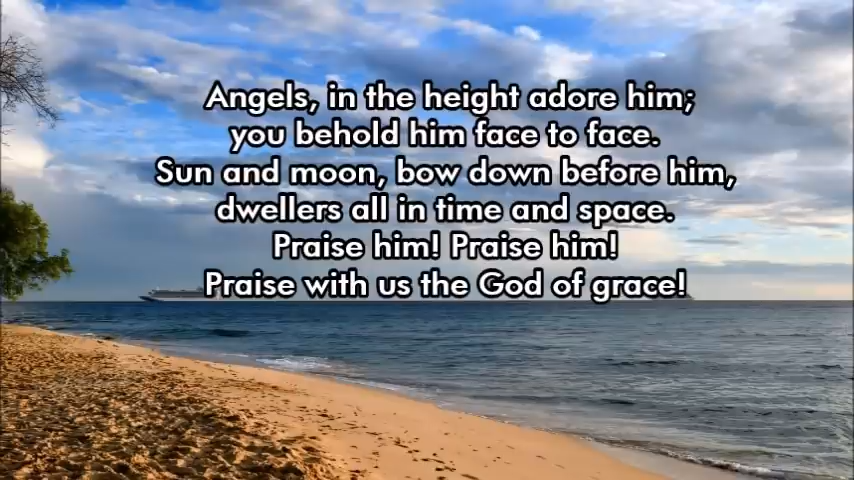 Angels, in the height adore him;
you behold him face to face.
Sun and moon, bow down before him,
dwellers all in time and space.
Praise him! Praise him!
Praise with us the God of grace!